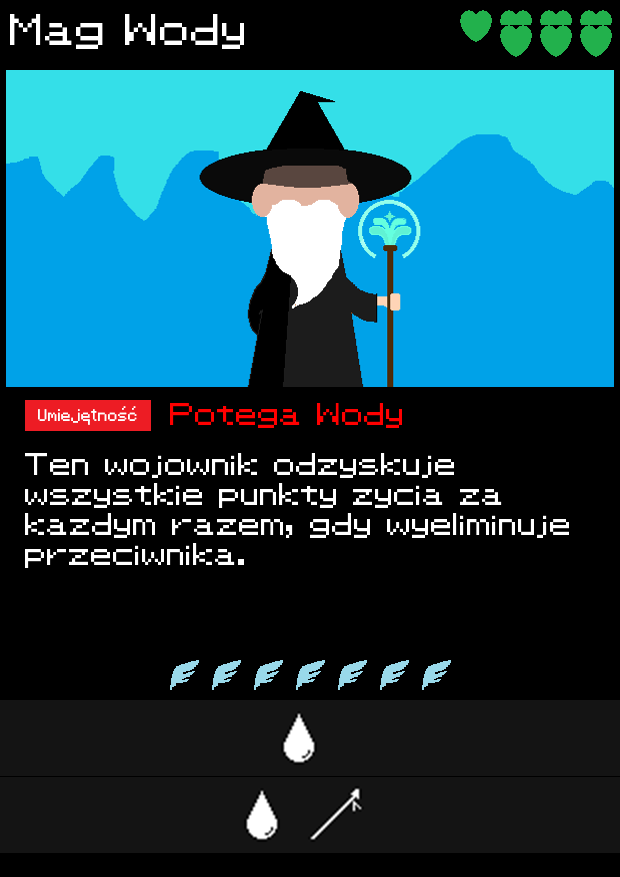 Mag Wody
Umiejętność
Potega Wody
Ten wojownik odzyskuje
wszystkie punkty zycia za
kazdym razem, gdy wyeliminuje
przeciwnika.